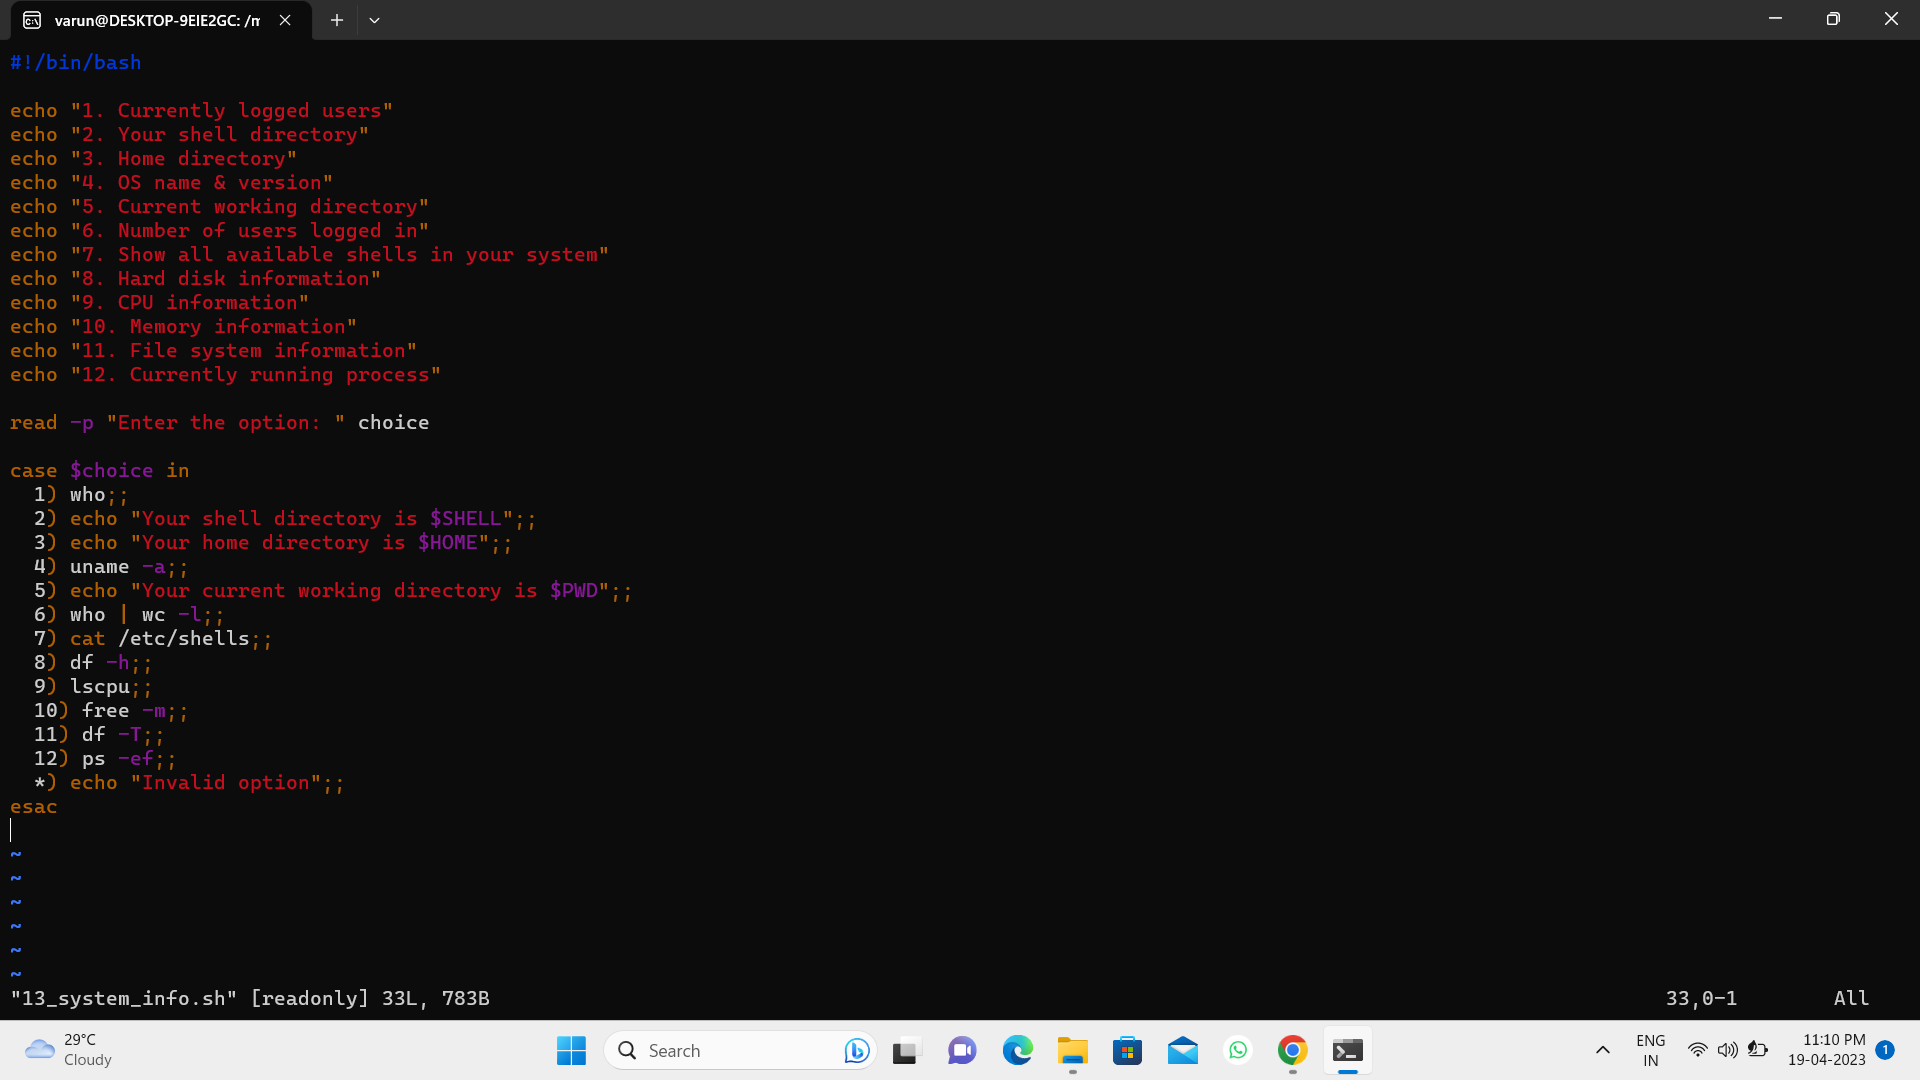 varun@DESKTOP-9EIE2GC: /m
#!/bin/bash
echo "1. Currently logged users"
echo "2. Your shell directory"
echo "3. Home directory"
echo "4. OS name & version"
echo "5. Current working directory"
echo "6. Number of users logged in"
echo "7. Show all available shells in your system"
echo "8. Hard disk information"
echo "9. CPU information"
echo "10. Memory information"
echo "11. File system information"
echo "12. Currently running process"
read -p "Enter the option: " choice
case $choice in
  1) who;;
  2) echo "Your shell directory is $SHELL";;
  3) echo "Your home directory is $HOME";;
  4) uname -a;;
  5) echo "Your current working directory is $PWD";;
  6) who | wc -l;;
  7) cat /etc/shells;;
  8) df -h;;
  9) lscpu;;
  10) free -m;;
  11) df -T;;
  12) ps -ef;;
  *) echo "Invalid option";;
esac
~
~
~
~
~
~
"13_system_info.sh" [readonly] 33L, 783B 33,0-1 All
29°C
Cloudy
Search
ENG
IN
11:10 PM
19-04-2023
1